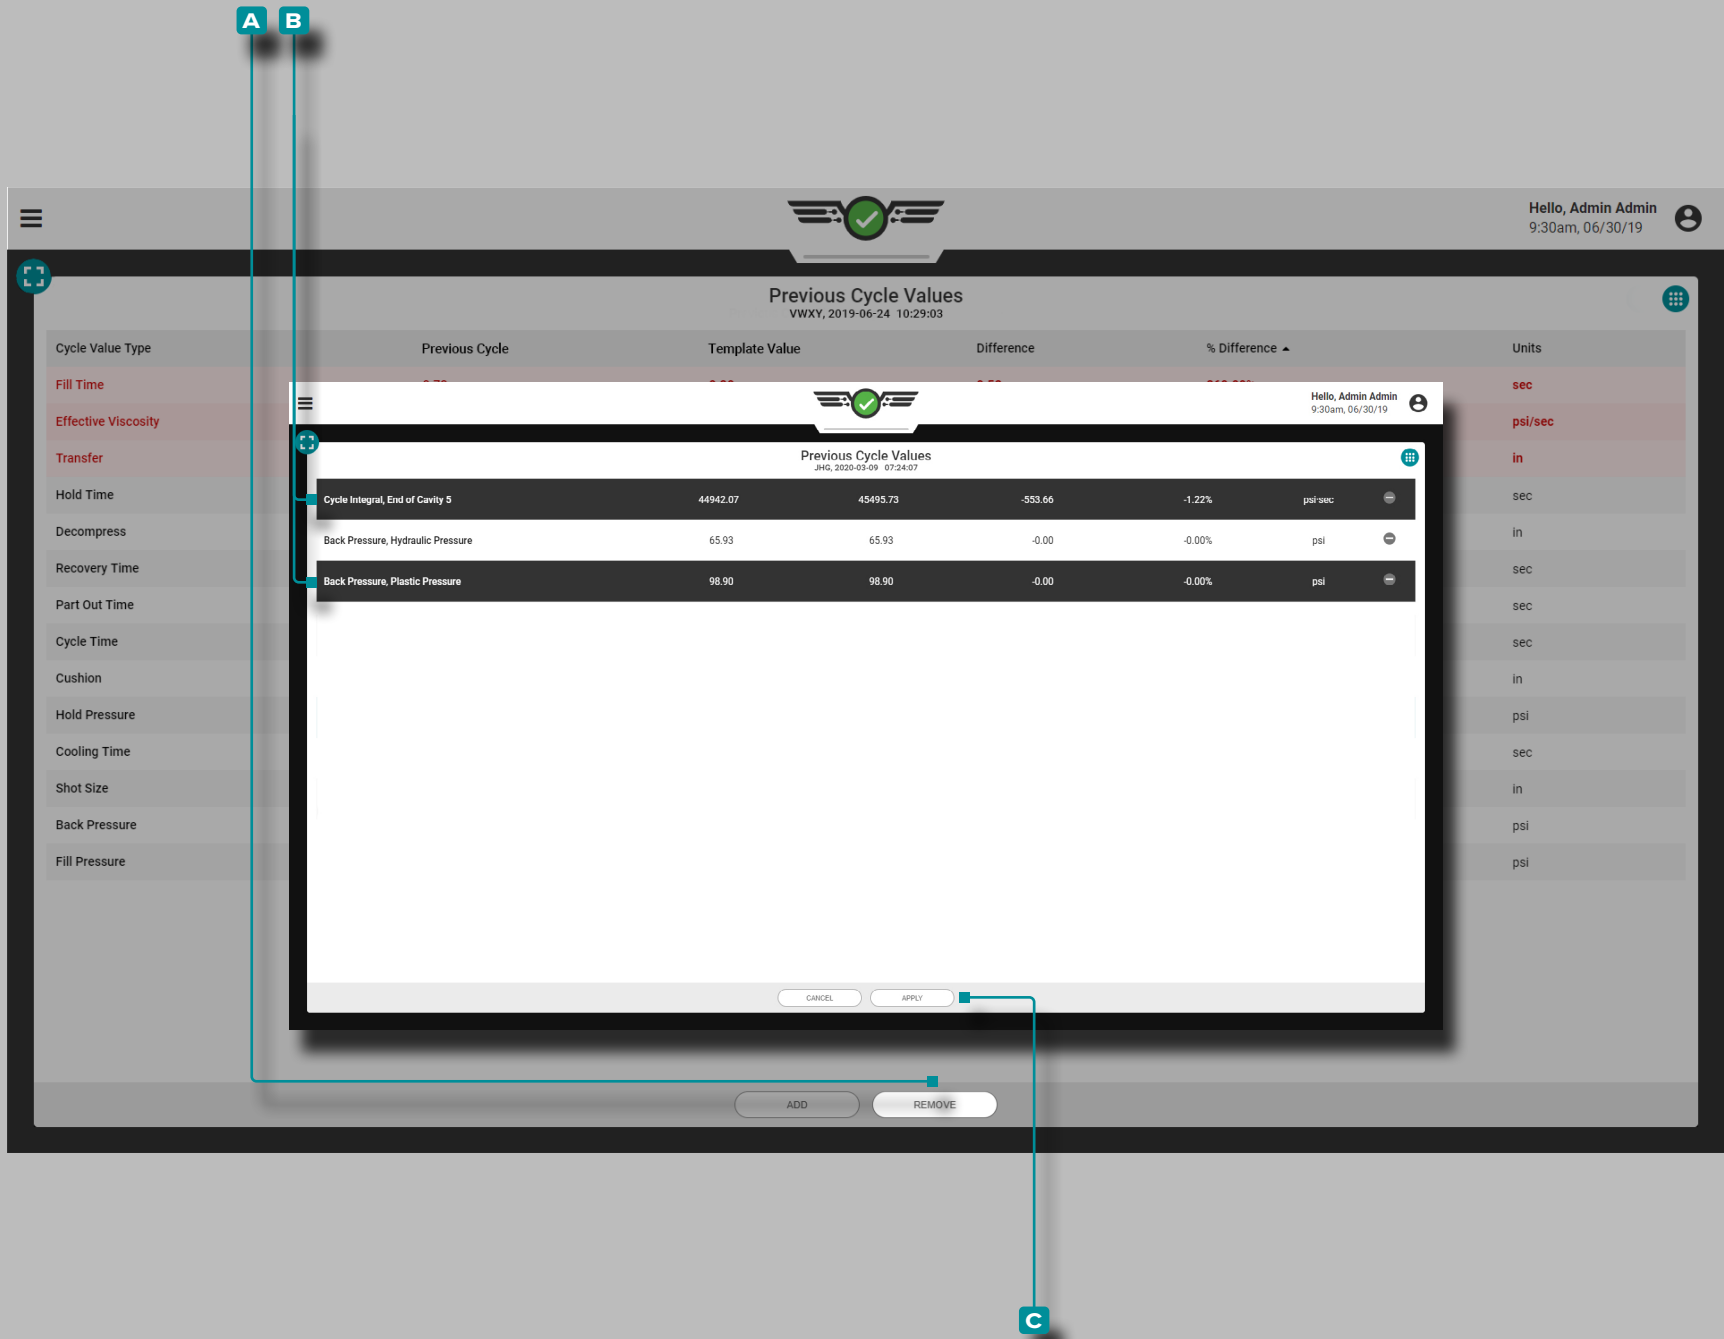 A B
Hello, Admin Admin
9:30am, 06/30/19
Previous Cycle Values
VWXY, 2019-06-24 10:29:03
Cycle Value Type Previous Cycle Template Value Difference % Difference Units
Fill Time sec
Effective Viscosity psi/sec
Transfer in
Hold Time sec
Decompress in
Recovery Time sec
Part Out Time sec
Cycle Time sec
Cushion in
Hold Pressure psi
Cooling Time sec
Shot Size in
Back Pressure psi
Fill Pressure psi
Hello, Admin Admin
9:30am, 06/30/19
Previous Cycle Values
JHG, 2020-03-09 07:24:07
Cycle Integral, End of Cavity 5 44942.07 45495.73 -553.66 -1.22% psi-sec
Back Pressure, Hydraulic Pressure 65.93 65.93 -0.00 -0.00% psi
Back Pressure, Plastic Pressure 98.90 98.90 -0.00 -0.00% psi
CANCEL APPLY
ADD REMOVE
C